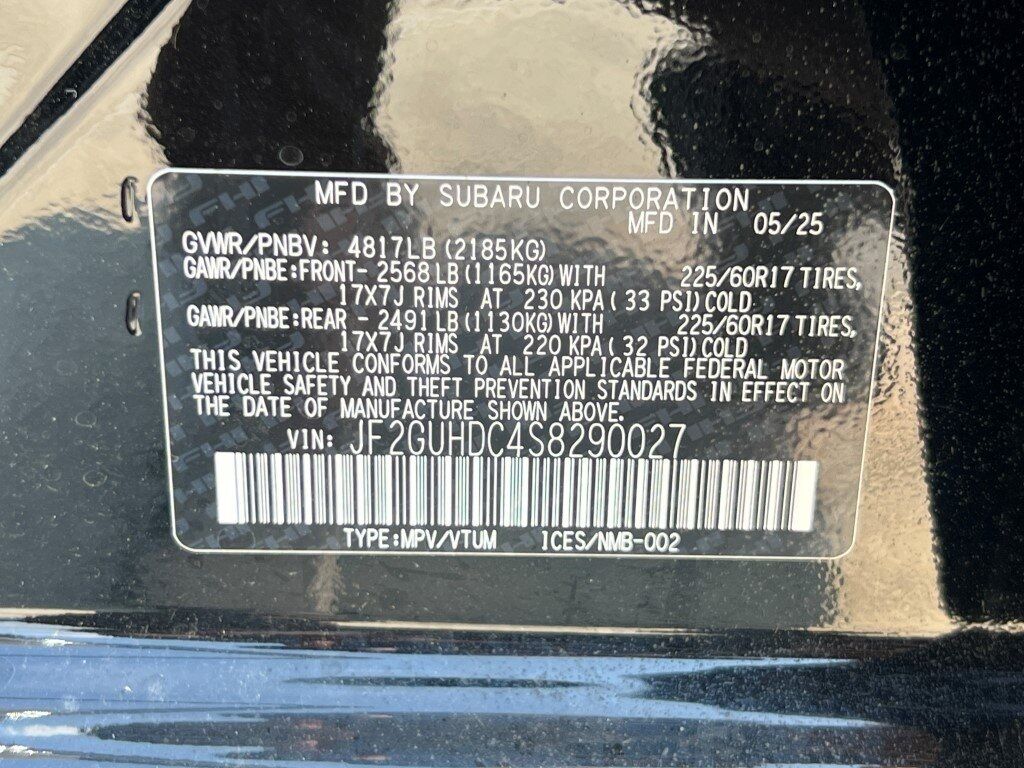 MFD BY SUBARU CORPORATION
MFD IN 05/25
GVWR/PNBV: 4817LB (2185KG)
GAWR/PNBE:FRONT- 2568 LB (1165KG) WITH 225/60R17 TIRES,
17X7J RIMS AT 230 KPA ( 33 PSI) COLD
GAWR/PNBE:REAR - 2491 LB (1130KG) WITH 225/60R17 TIRES,
17X7J RIMS AT 220 KPA ( 32 PSI) COLD
THIS VEHICLE CONFORMS TO ALL APPLICABLE FEDERAL MOTOR
VEHICLE SAFETY AND THEFT PREVENTION STANDARDS IN EFFECT ON
THE DATE OF MANUFACTURE SHOWN ABOVE.
VIN: JF2GUHDC4S8290027
TYPE:MPV/VTUM ICES/NMB-002